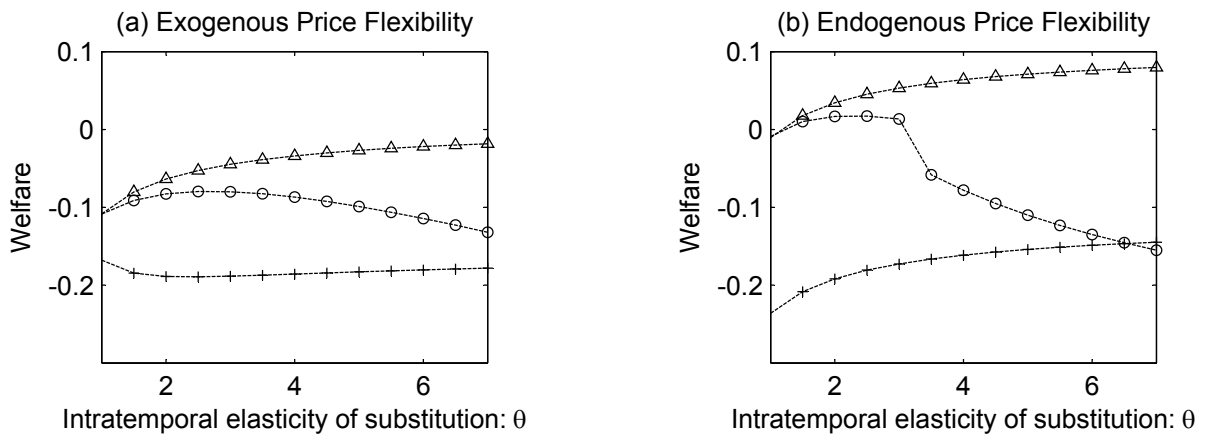 (a) Exogenous Price Flexibility
0.1
0
-0.1
-0.2
Welfare
2 4 6
Intratemporal elasticity of substitution: θ
(b) Endogenous Price Flexibility
0.1
0
-0.1
-0.2
Welfare
2 4 6
Intratemporal elasticity of substitution: θ